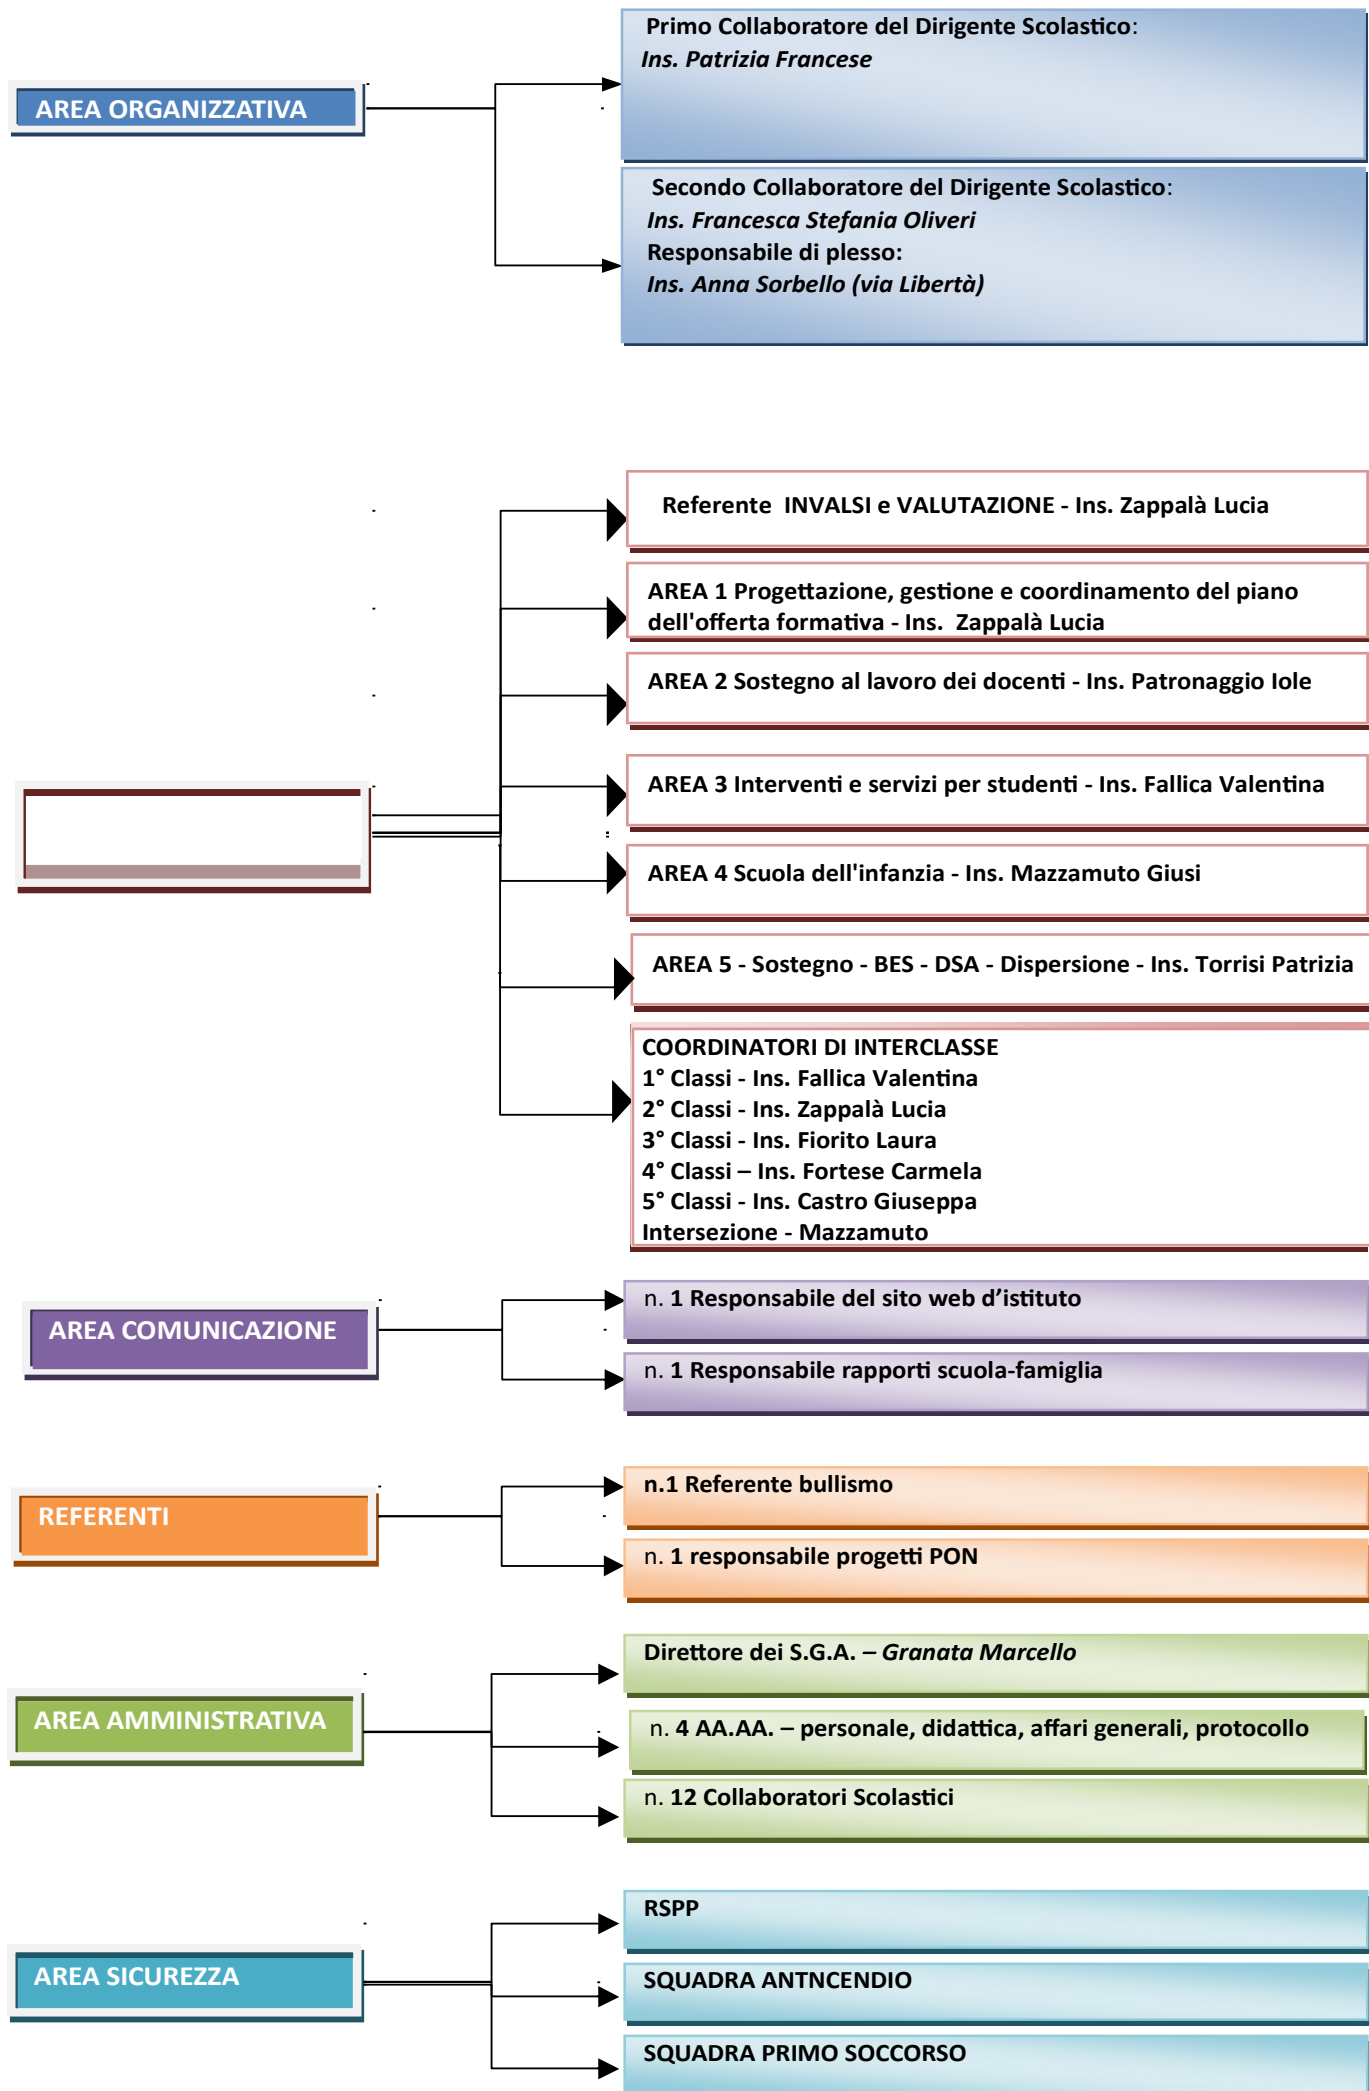 AREA ORGANIZZATIVA
Primo Collaboratore del Dirigente Scolastico:
Ins. Patrizia Francese
Secondo Collaboratore del Dirigente Scolastico:
Ins. Francesca Stefania Oliveri
Responsabile di plesso:
Ins. Anna Sorbello (via Libertà)
Referente INVALSI e VALUTAZIONE - Ins. Zappalà Lucia
AREA 1 Progettazione, gestione e coordinamento del piano
dell'offerta formativa - Ins. Zappalà Lucia
AREA 2 Sostegno al lavoro dei docenti - Ins. Patronaggio Iole
AREA 3 Interventi e servizi per studenti - Ins. Fallica Valentina
AREA 4 Scuola dell'infanzia - Ins. Mazzamuto Giusi
AREA 5 - Sostegno - BES - DSA - Dispersione - Ins. Torrisi Patrizia
COORDINATORI DI INTERCLASSE
1° Classi - Ins. Fallica Valentina
2° Classi - Ins. Zappalà Lucia
3° Classi - Ins. Fiorito Laura
4° Classi – Ins. Fortese Carmela
5° Classi - Ins. Castro Giuseppa
Intersezione - Mazzamuto
AREA COMUNICAZIONE
n. 1 Responsabile del sito web d’istituto
n. 1 Responsabile rapporti scuola-famiglia
REFERENTI
n.1 Referente bullismo
n. 1 responsabile progetti PON
AREA AMMINISTRATIVA
Direttore dei S.G.A. – Granata Marcello
n. 4 AA.AA. – personale, didattica, affari generali, protocollo
n. 12 Collaboratori Scolastici
AREA SICUREZZA
RSPP
SQUADRA ANTNCENDIO
SQUADRA PRIMO SOCCORSO